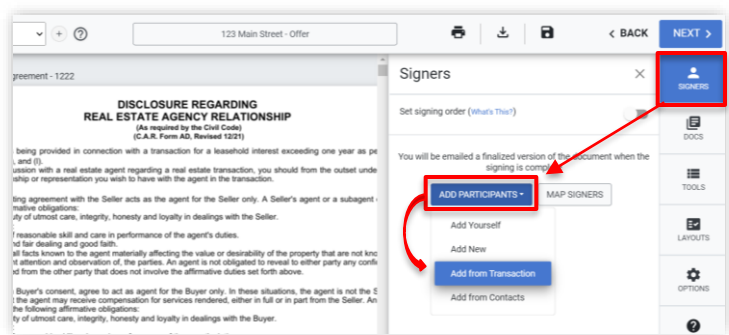 123 Main Street - Offer
BACK
NEXT
greement - 1222
DISCLOSURE REGARDING
REAL ESTATE AGENCY RELATIONSHIP
(As required by the Civil Code)
(C.A.R. Form AD, Revised 12/21)
being provided in connection with a transaction for a leasehold interest exceeding one year as pe
, and (l).
ussion with a real estate agent regarding a real estate transaction, you should from the outset unde
ship or representation you wish to have with the agent in the transaction.
ting agreement with the Seller acts as the agent for the Seller only. A Seller's agent or a subagent
mative obligations:
uty of utmost care, integrity, honesty and loyalty in dealings with the Seller.
f reasonable skill and care in performance of the agent's duties.
nd fair dealing and good faith.
all facts known to the agent materially affecting the value or desirability of the property that are not kno
nt attention and observation of, the parties. An agent is not obligated to reveal to either party any confi
ed from the other party that does not involve the affirmative duties set forth above.
Buyer's consent, agree to act as agent for the Buyer only. In these situations, the agent is not the S
t the agent may receive compensation for services rendered, either in full or in part from the Seller. An
the following affirmative obligations:
ty of utmost care, integrity, honesty and loyalty in dealings with the Buyer.
Signers
Set signing order (What's This?)
You will be emailed a finalized version of the document when the
signing is compl
ADD PARTICIPANTS
MAP SIGNERS
Add Yourself
Add New
Add from Transaction
Add from Contacts
SIGNERS
DOCS
TOOLS
LAYOUTS
OPTIONS